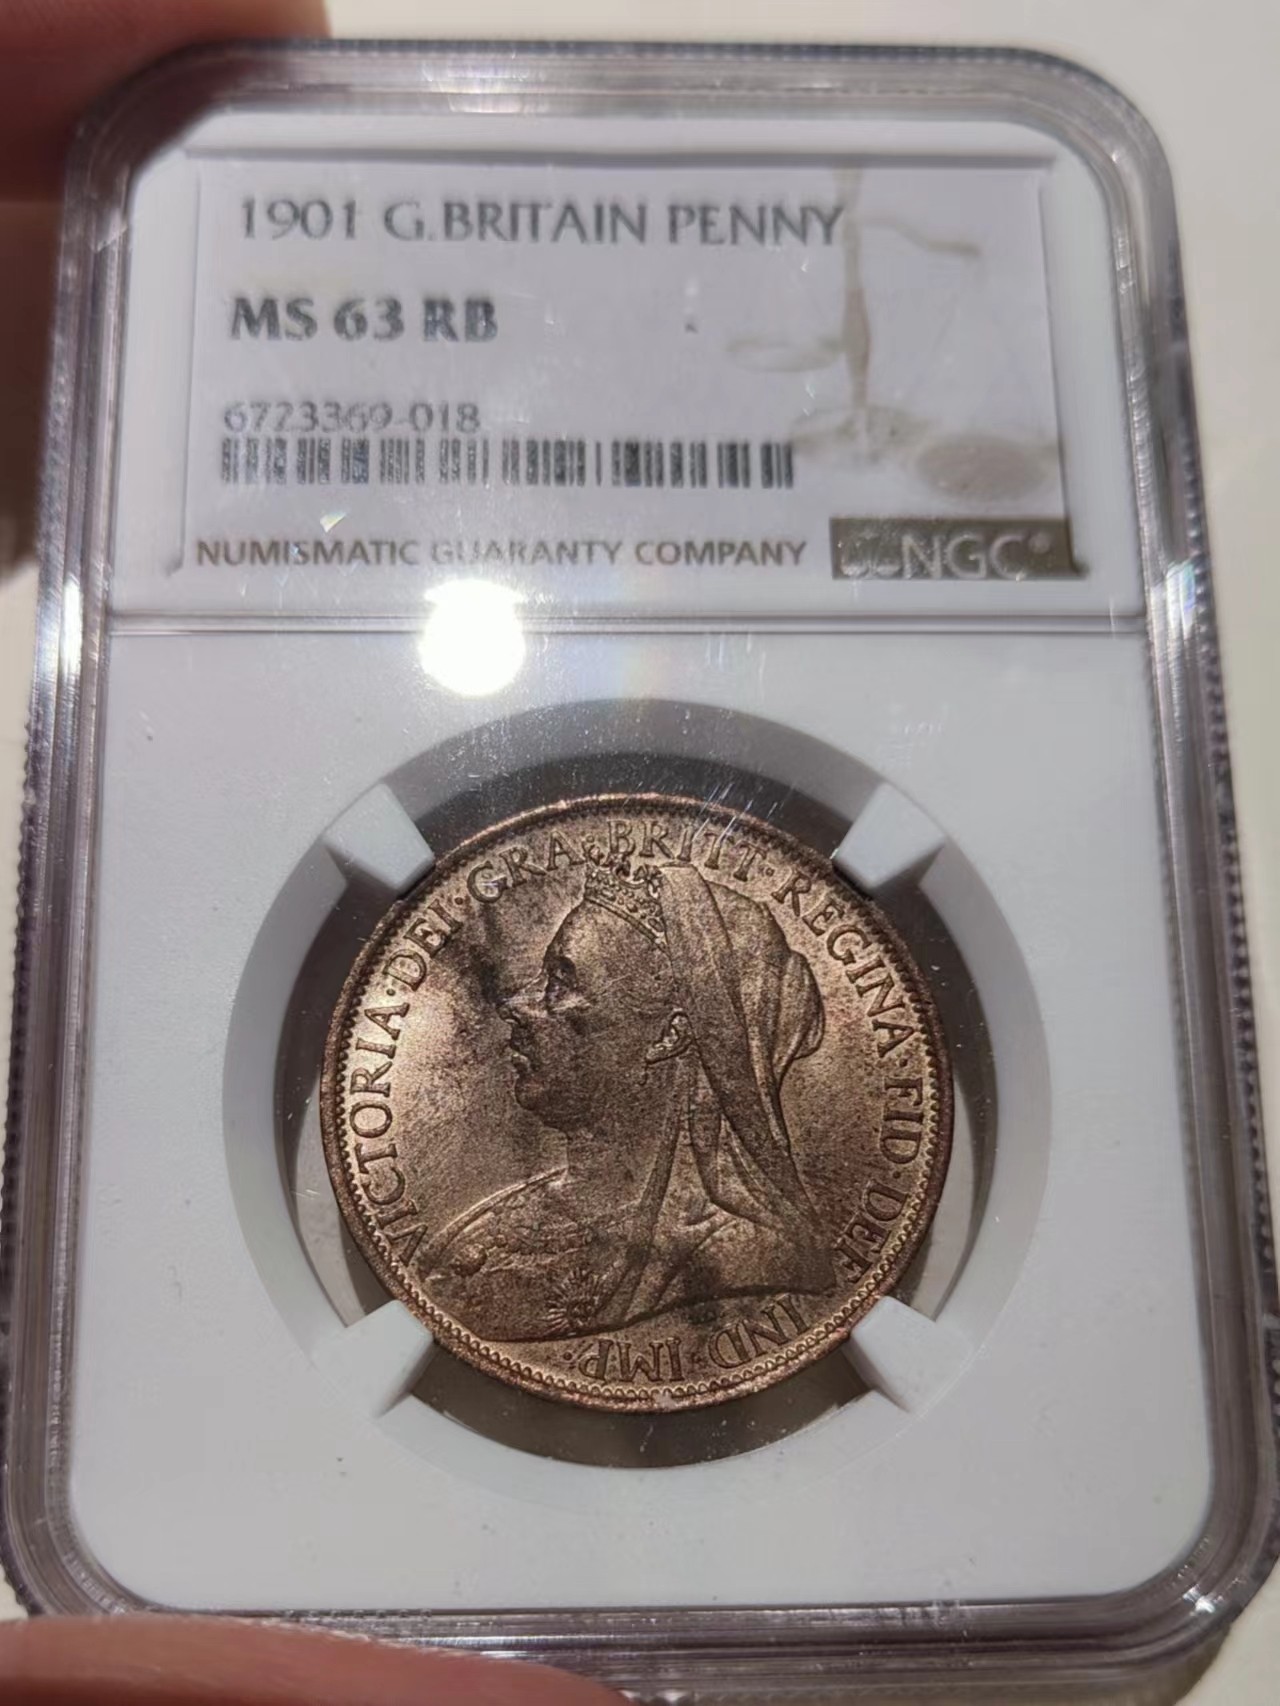 1901 G.BRITAIN PENNY
MS 63 RB
6723369-018
NUMISMATIC GUARANTY COMPANY
NGC
VICTORIA·DEI·GRA·BRITT·REGINA·FID·DEF·
IND·IMP·